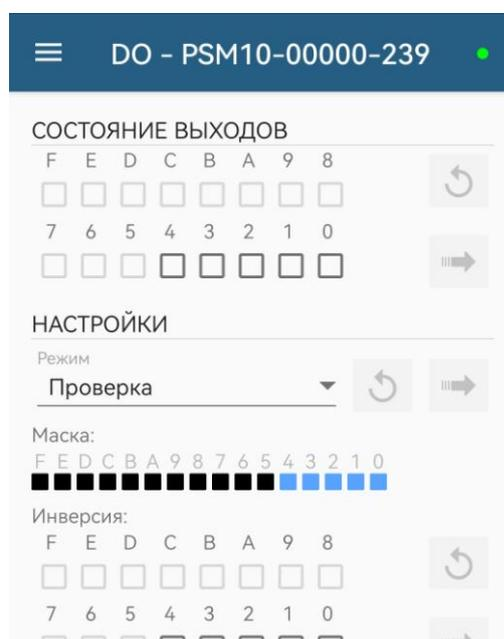 DO - PSM10-00000-239
СОСТОЯНИЕ ВЫХОДОВ
F E D C B A 9 8
7 6 5 4 3 2 1 0
НАСТРОЙКИ
Режим
Проверка
Маска:
F E D C B A 9 8 7 6 5 4 3 2 1 0
Инверсия:
F E D C B A 9 8
7 6 5 4 3 2 1 0